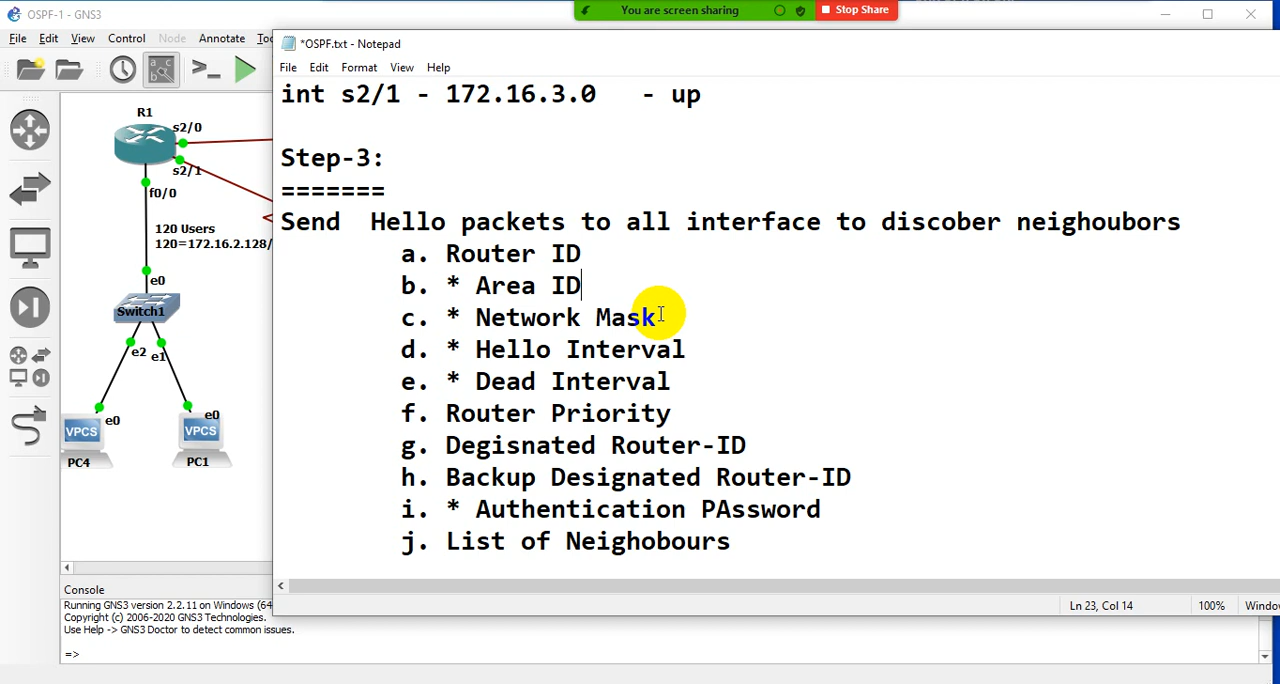 OSPF-1 - GNS3
You are screen sharing
Stop Share
File Edit View Control Node Annotate
*OSPF.txt - Notepad
File Edit Format View Help
int s2/1 - 172.16.3.0 - up
Step-3:
=======
Send Hello packets to all interface to discober neighoubors
a. Router ID
b. * Area ID
c. * Network Mask
d. * Hello Interval
e. * Dead Interval
f. Router Priority
g. Degisnated Router-ID
h. Backup Designated Router-ID
i. * Authentication PAssword
j. List of Neighobours
Ln 23, Col 14
100%
R1
s2/0
s2/1
f0/0
120 Users
120=172.16.2.128/
e0
Switch1
e2 e1
e0
e0
VPCS
VPCS
PC4
PC1
Console
Running GNS3 version 2.2.11 on Windows (64
Copyright (c) 2006-2020 GNS3 Technologies.
Use Help -> GNS3 Doctor to detect common issues.
=>